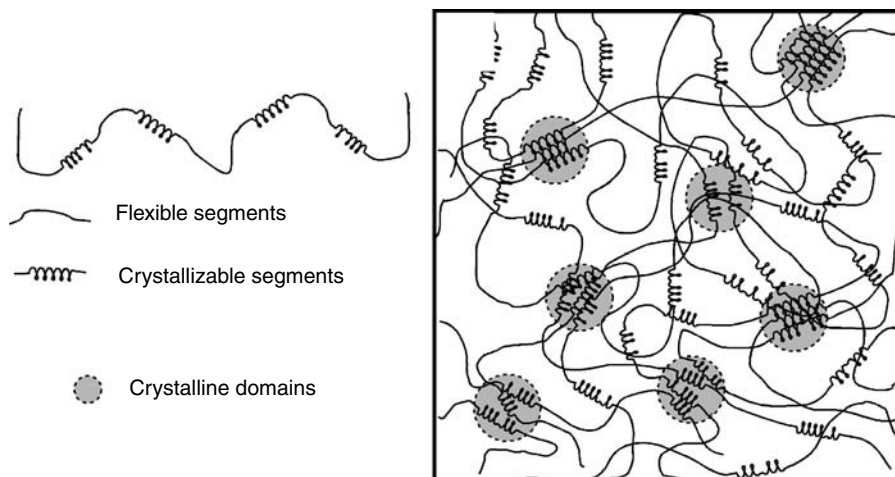 Flexible segments
Crystallizable segments
Crystalline domains